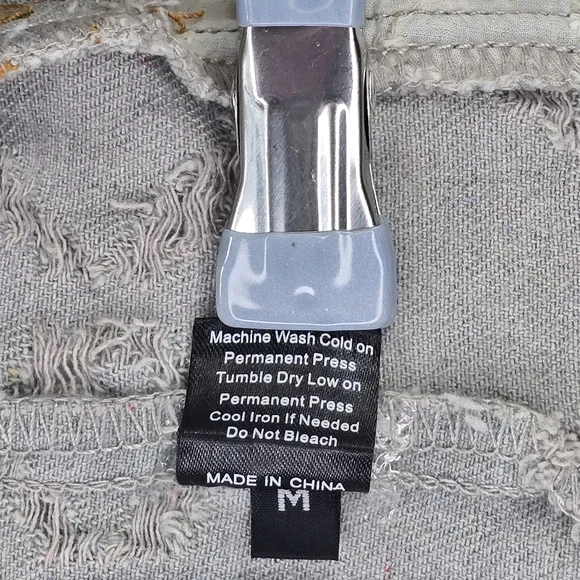 Machine Wash Cold on
Permanent Press
Tumble Dry Low on
Permanent Press
Cool Iron If Needed
Do Not Bleach
MADE IN CHINA
M